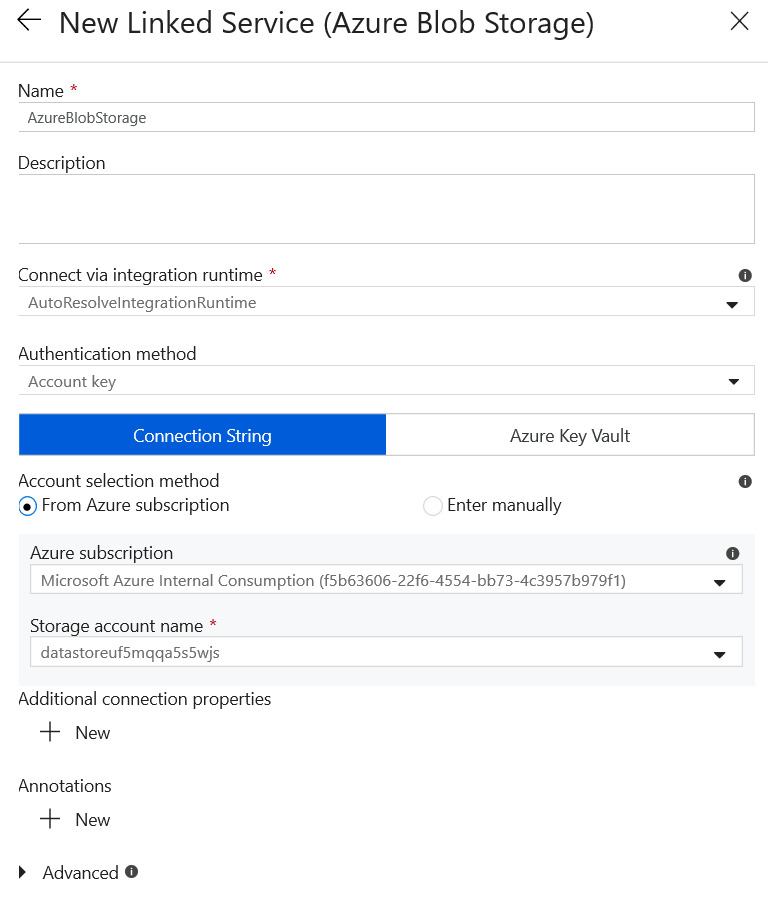 New Linked Service (Azure Blob Storage)
Name *
AzureBlobStorage
Description
Connect via integration runtime *
AutoResolveIntegrationRuntime
Authentication method
Account key
Connection String
Azure Key Vault
Account selection method
From Azure subscription
Enter manually
Azure subscription
Microsoft Azure Internal Consumption (f5b63606-22f6-4554-bb73-4c3957b979f1)
Storage account name *
datastoreuf5mqqa5s5wjs
Additional connection properties
New
Annotations
New
Advanced